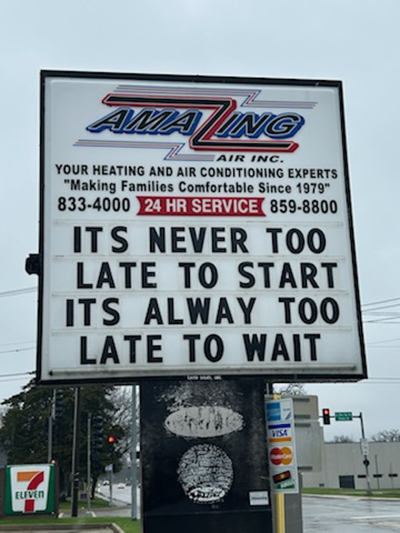 AMAZING
AIR INC.
YOUR HEATING AND AIR CONDITIONING EXPERTS
"Making Families Comfortable Since 1979"
833-4000 24 HR SERVICE 859-8800
ITS NEVER TOO
LATE TO START
ITS ALWAY TOO
LATE TO WAIT
VISA
MasterCard
7
ELEVEN